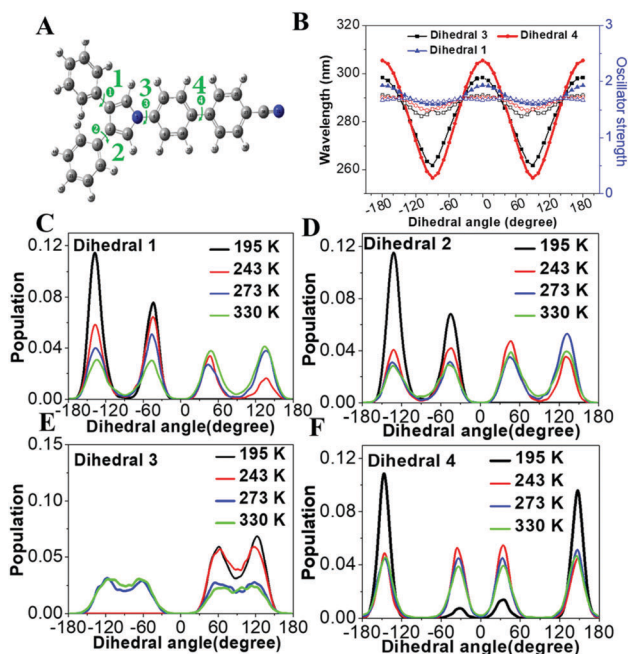 A
1
3
4
1
3
4
2
2
B
Dihedral 3
Dihedral 4
Dihedral 1
Wavelength (nm)
320
300
280
260
Oscillator strength
3
2
1
0
-180
-120
-60
0
60
120
180
Dihedral angle (degree)
C
Dihedral 1
195 K
243 K
273 K
330 K
Population
0.12
0.08
0.04
0.00
-180 -120 -60 0 60 120 180
Dihedral angle(degree)
D
Dihedral 2
195 K
243 K
273 K
330 K
Population
0.12
0.08
0.04
0.00
-180 -120 -60 0 60 120 180
Dihedral angle(degree)
E
Dihedral 3
195 K
243 K
273 K
330 K
Population
0.15
0.10
0.05
0.00
-180 -120 -60 0 60 120 180
Dihedral angle(degree)
F
Dihedral 4
195 K
243 K
273 K
330 K
Population
0.12
0.08
0.04
0.00
-180 -120 -60 0 60 120 180
Dihedral angle(degree)